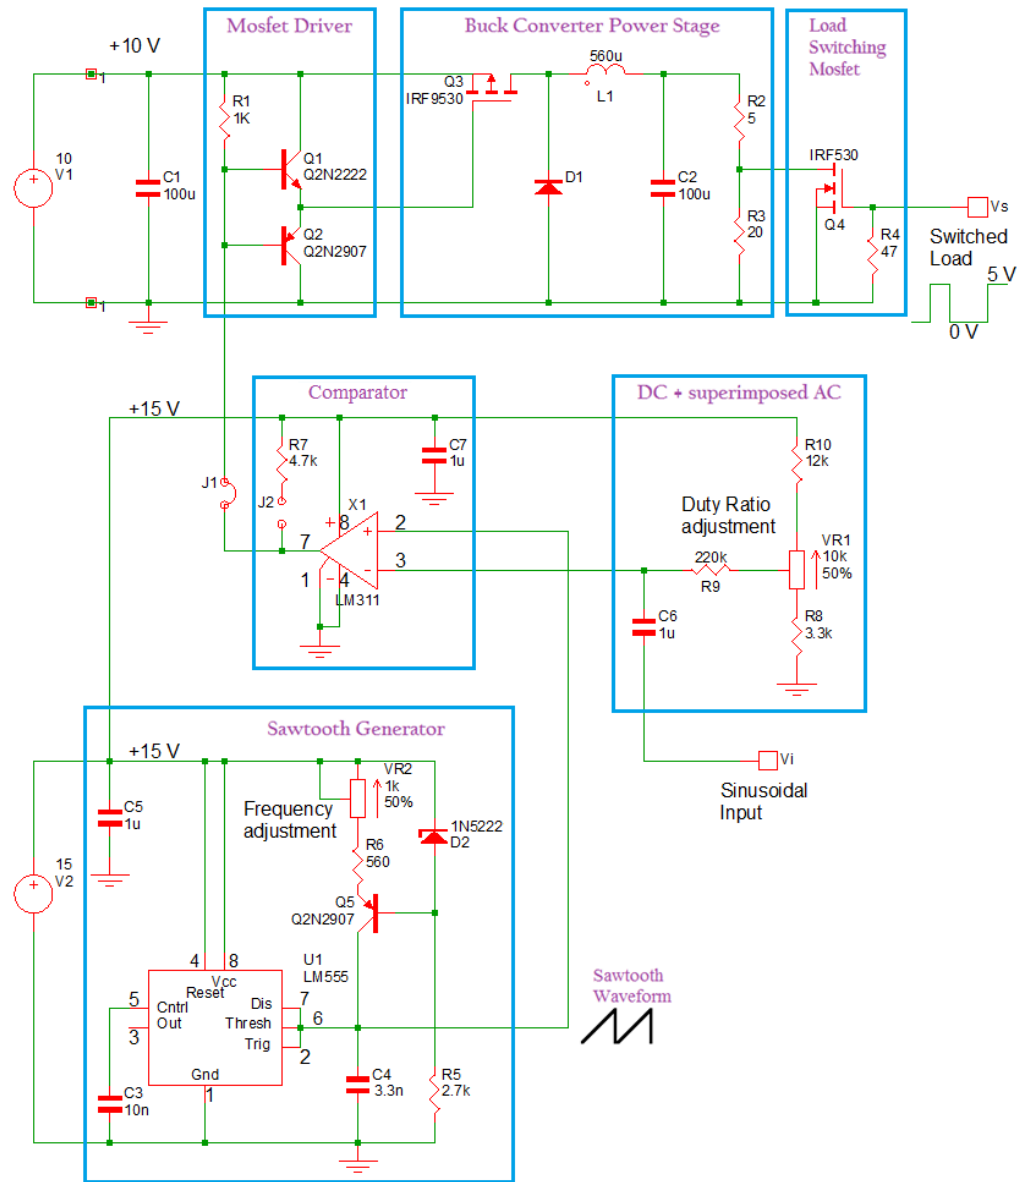 Mosfet Driver
Buck Converter Power Stage
Load
Switching
Mosfet
+10 V
1
10
V1
C1
100u
R1
1K
Q1
Q2N2222
Q2
Q2N2907
Q3
IRF9530
560u
L1
D1
C2
100u
R2
5
R3
20
IRF530
Q4
R4
47
Vs
Switched
Load
5 V
0 V
1
Comparator
DC + superimposed AC
+15 V
R7
4.7k
C7
1u
J1
J2
X1
+
8
7
+
2
-
3
1
-
4
LM311
R10
12k
Duty Ratio
adjustment
VR1
10k
50%
220k
R9
C6
1u
R8
3.3k
Vi
Sinusoidal
Input
Sawtooth Generator
+15 V
C5
1u
15
V2
Frequency
adjustment
VR2
1k
50%
R6
560
1N5222
D2
Q5
Q2N2907
U1
LM555
4
8
Vcc
Reset
5
Cntrl
Dis
7
Out
3
Thresh
6
Trig
2
Gnd
1
C3
10n
C4
3.3n
R5
2.7k
Sawtooth
Waveform